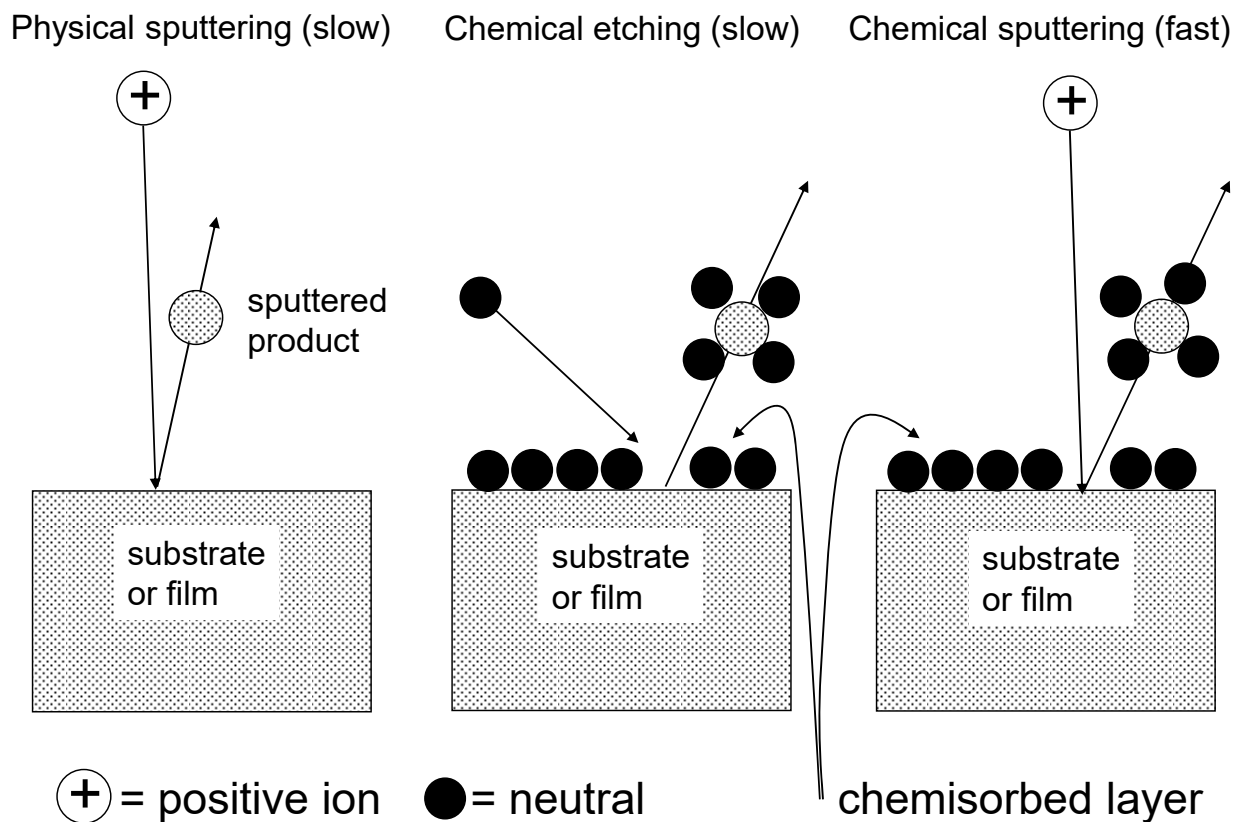 Physical sputtering (slow)
Chemical etching (slow)
Chemical sputtering (fast)
+
+
sputtered
product
substrate
or film
substrate
or film
substrate
or film
+ = positive ion
= neutral
chemisorbed layer